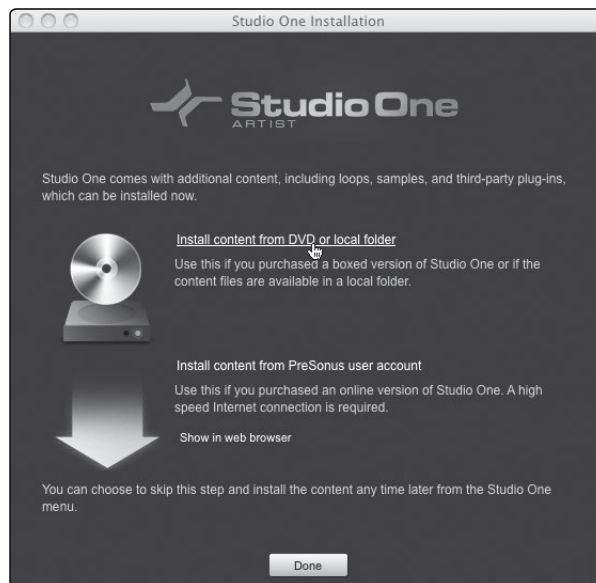 Studio One Installation
Studio One
ARTIST
Studio One comes with additional content, including loops, samples, and third-party plug-ins,
which can be installed now.
Install content from DVD or local folder
Use this if you purchased a boxed version of Studio One or if the
content files are available in a local folder.
Install content from PreSonus user account
Use this if you purchased an online version of Studio One. A high
speed Internet connection is required.
Show in web browser
You can choose to skip this step and install the content any time later from the Studio One
menu.
Done